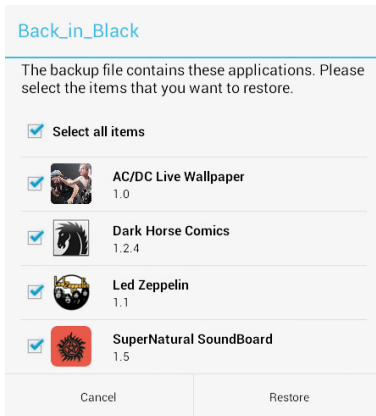 Back_in_Black
The backup file contains these applications. Please
select the items that you want to restore.
Select all items
AC/DC Live Wallpaper
1.0
Dark Horse Comics
1.2.4
Led Zeppelin
1.1
SuperNatural SoundBoard
1.5
Cancel
Restore